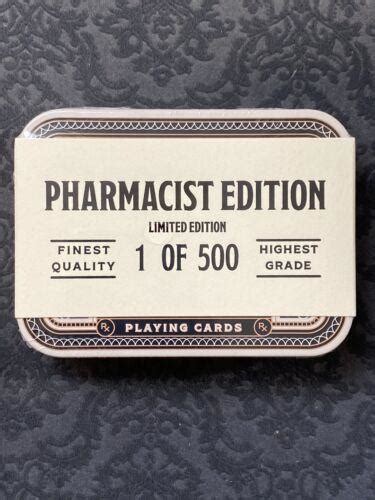 PHARMACIST EDITION
LIMITED EDITION
FINEST QUALITY
1 OF 500
HIGHEST GRADE
Rx PLAYING CARDS Rx